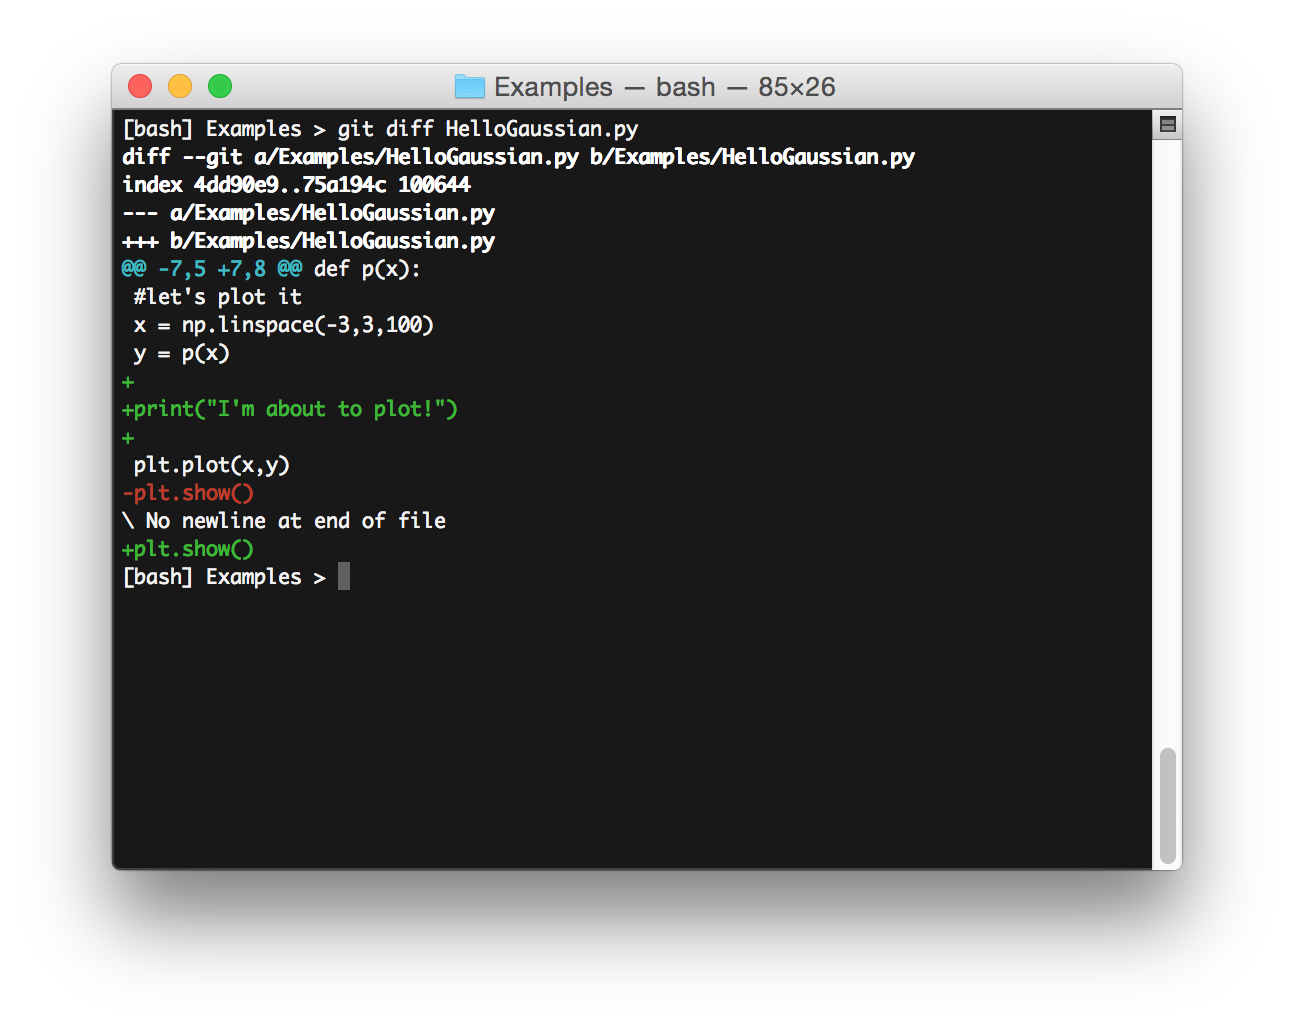 Examples — bash — 85×26
[bash] Examples > git diff HelloGaussian.py
diff --git a/Examples/HelloGaussian.py b/Examples/HelloGaussian.py
index 4dd90e9..75a194c 100644
--- a/Examples/HelloGaussian.py
+++ b/Examples/HelloGaussian.py
@@ -7,5 +7,8 @@ def p(x):
 #let's plot it
 x = np.linspace(-3,3,100)
 y = p(x)
+
+print("I'm about to plot!")
+
 plt.plot(x,y)
-plt.show()
\ No newline at end of file
+plt.show()
[bash] Examples >